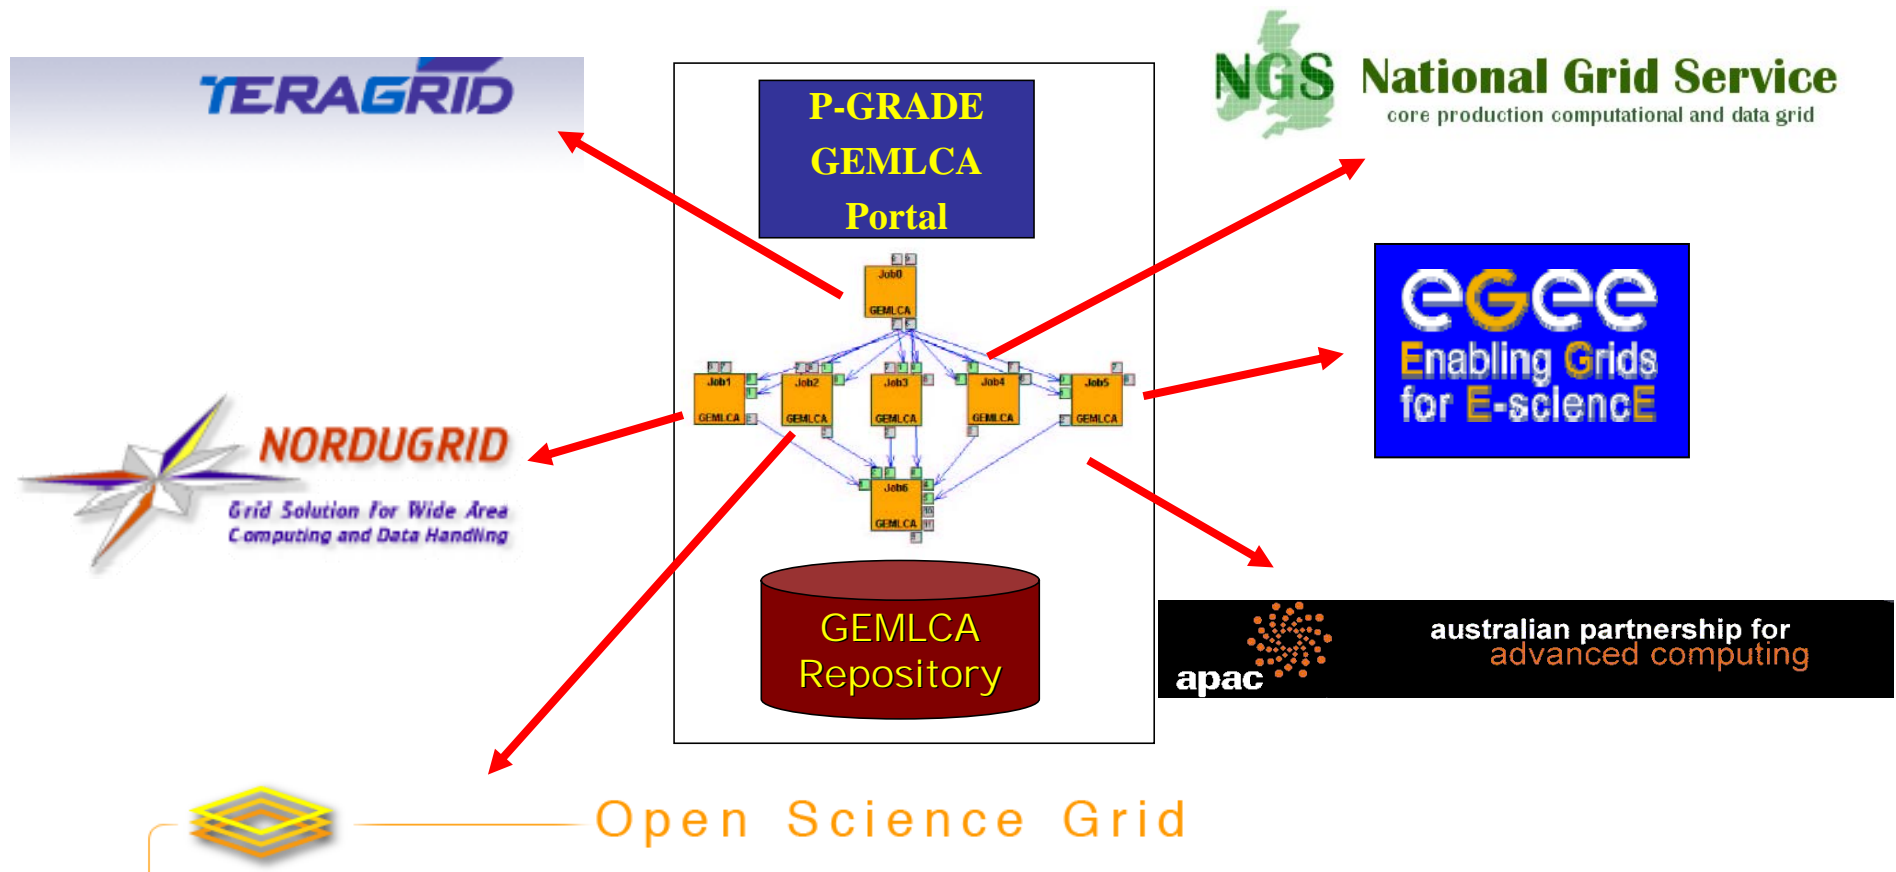 TERAGRID
P-GRADE
GEMLCA
Portal
NGS National Grid Service
core production computational and data grid
Job0
GEMLCA
Job1
GEMLCA
Job2
GEMLCA
Job3
GEMLCA
Job4
GEMLCA
Job5
GEMLCA
Job6
GEMLCA
egee
Enabling Grids
for E-sciencE
NORDUGRID
Grid Solution for Wide Area
Computing and Data Handling
GEMLCA
Repository
apac
australian partnership for
advanced computing
Open Science Grid